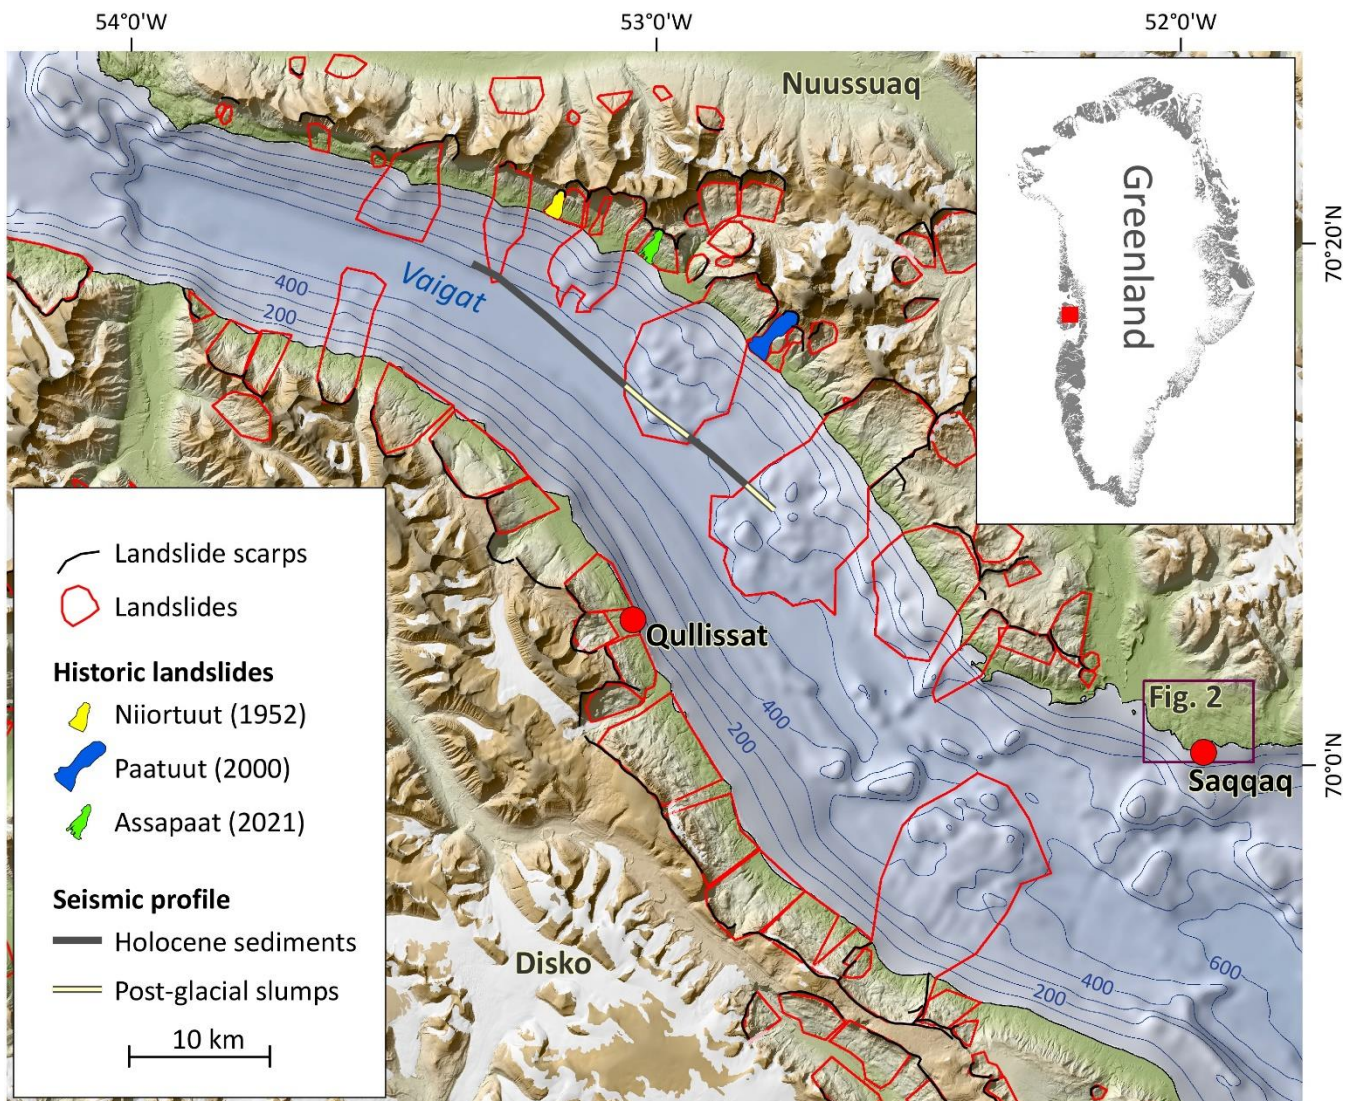 54°0'W
53°0'W
52°0'W
Nuussuaq
Greenland
70°20'N
Vaigat
400
200
Landslide scarps
Landslides
Historic landslides
Niiortuut (1952)
Paatuut (2000)
Assapaat (2021)
Seismic profile
Holocene sediments
Post-glacial slumps
10 km
Qullissat
400
200
Fig. 2
Saqqaq
70°0'N
Disko
600
400
200